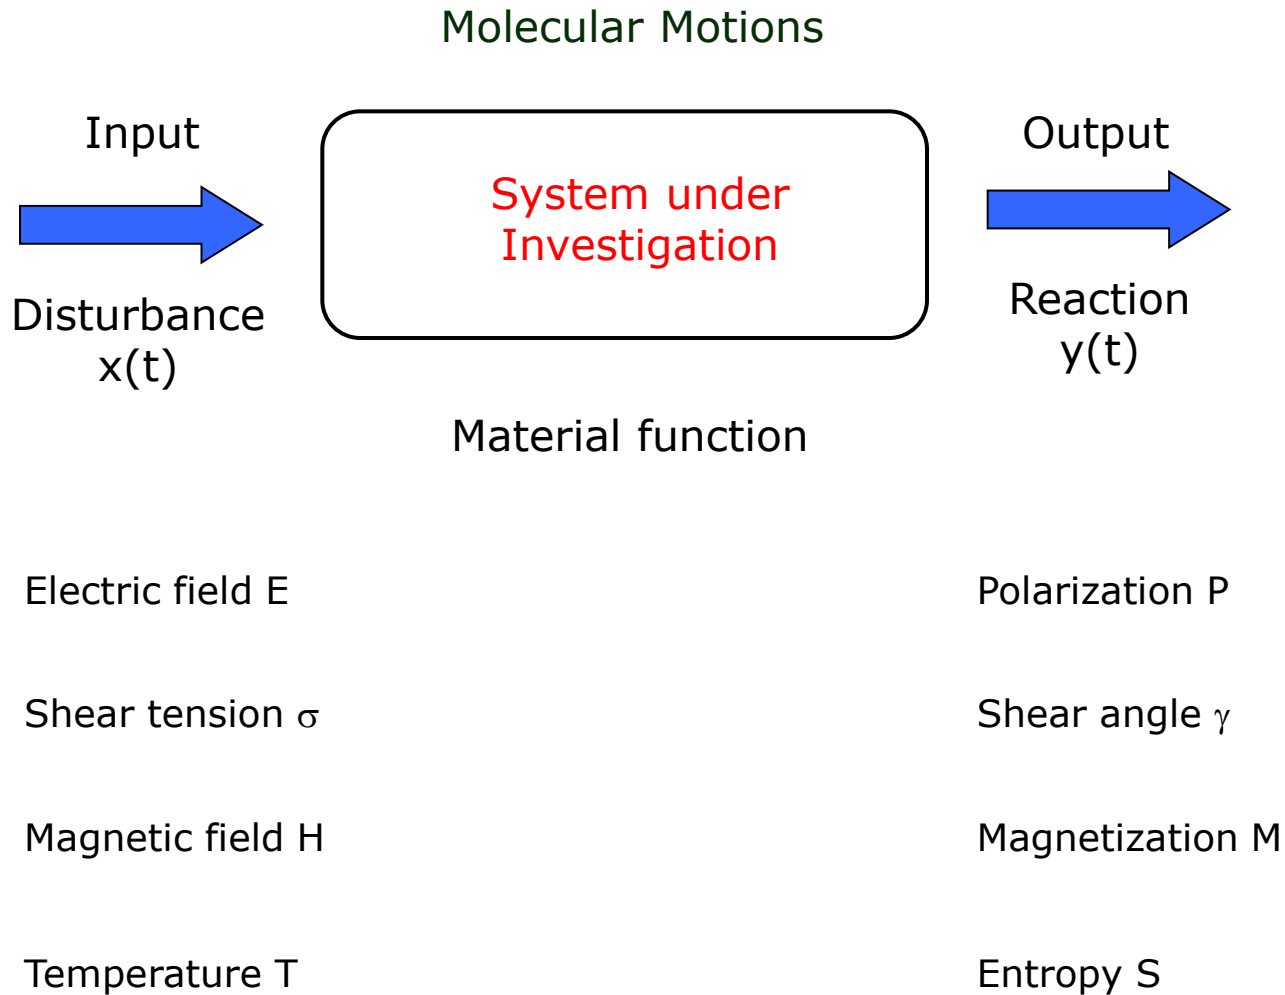 Molecular Motions
Input
Output
System under
Investigation
Disturbance
x(t)
Reaction
y(t)
Material function
Electric field E
Polarization P
Shear tension σ
Shear angle γ
Magnetic field H
Magnetization M
Temperature T
Entropy S